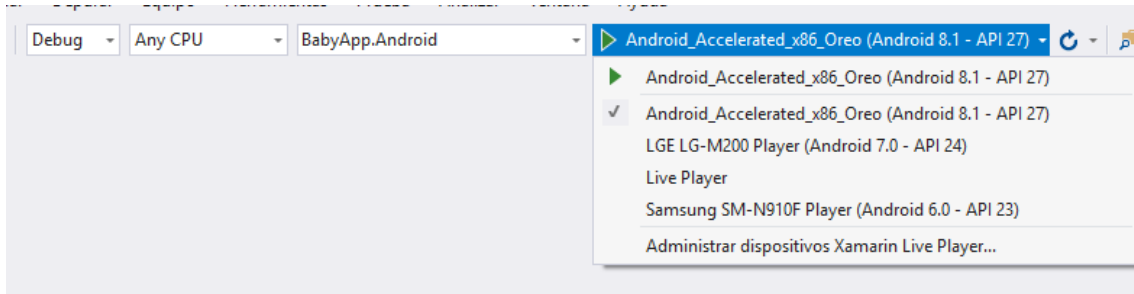 Debug
Any CPU
BabyApp.Android
Android_Accelerated_x86_Oreo (Android 8.1 - API 27)
Android_Accelerated_x86_Oreo (Android 8.1 - API 27)
Android_Accelerated_x86_Oreo (Android 8.1 - API 27)
LGE LG-M200 Player (Android 7.0 - API 24)
Live Player
Samsung SM-N910F Player (Android 6.0 - API 23)
Administrar dispositivos Xamarin Live Player...